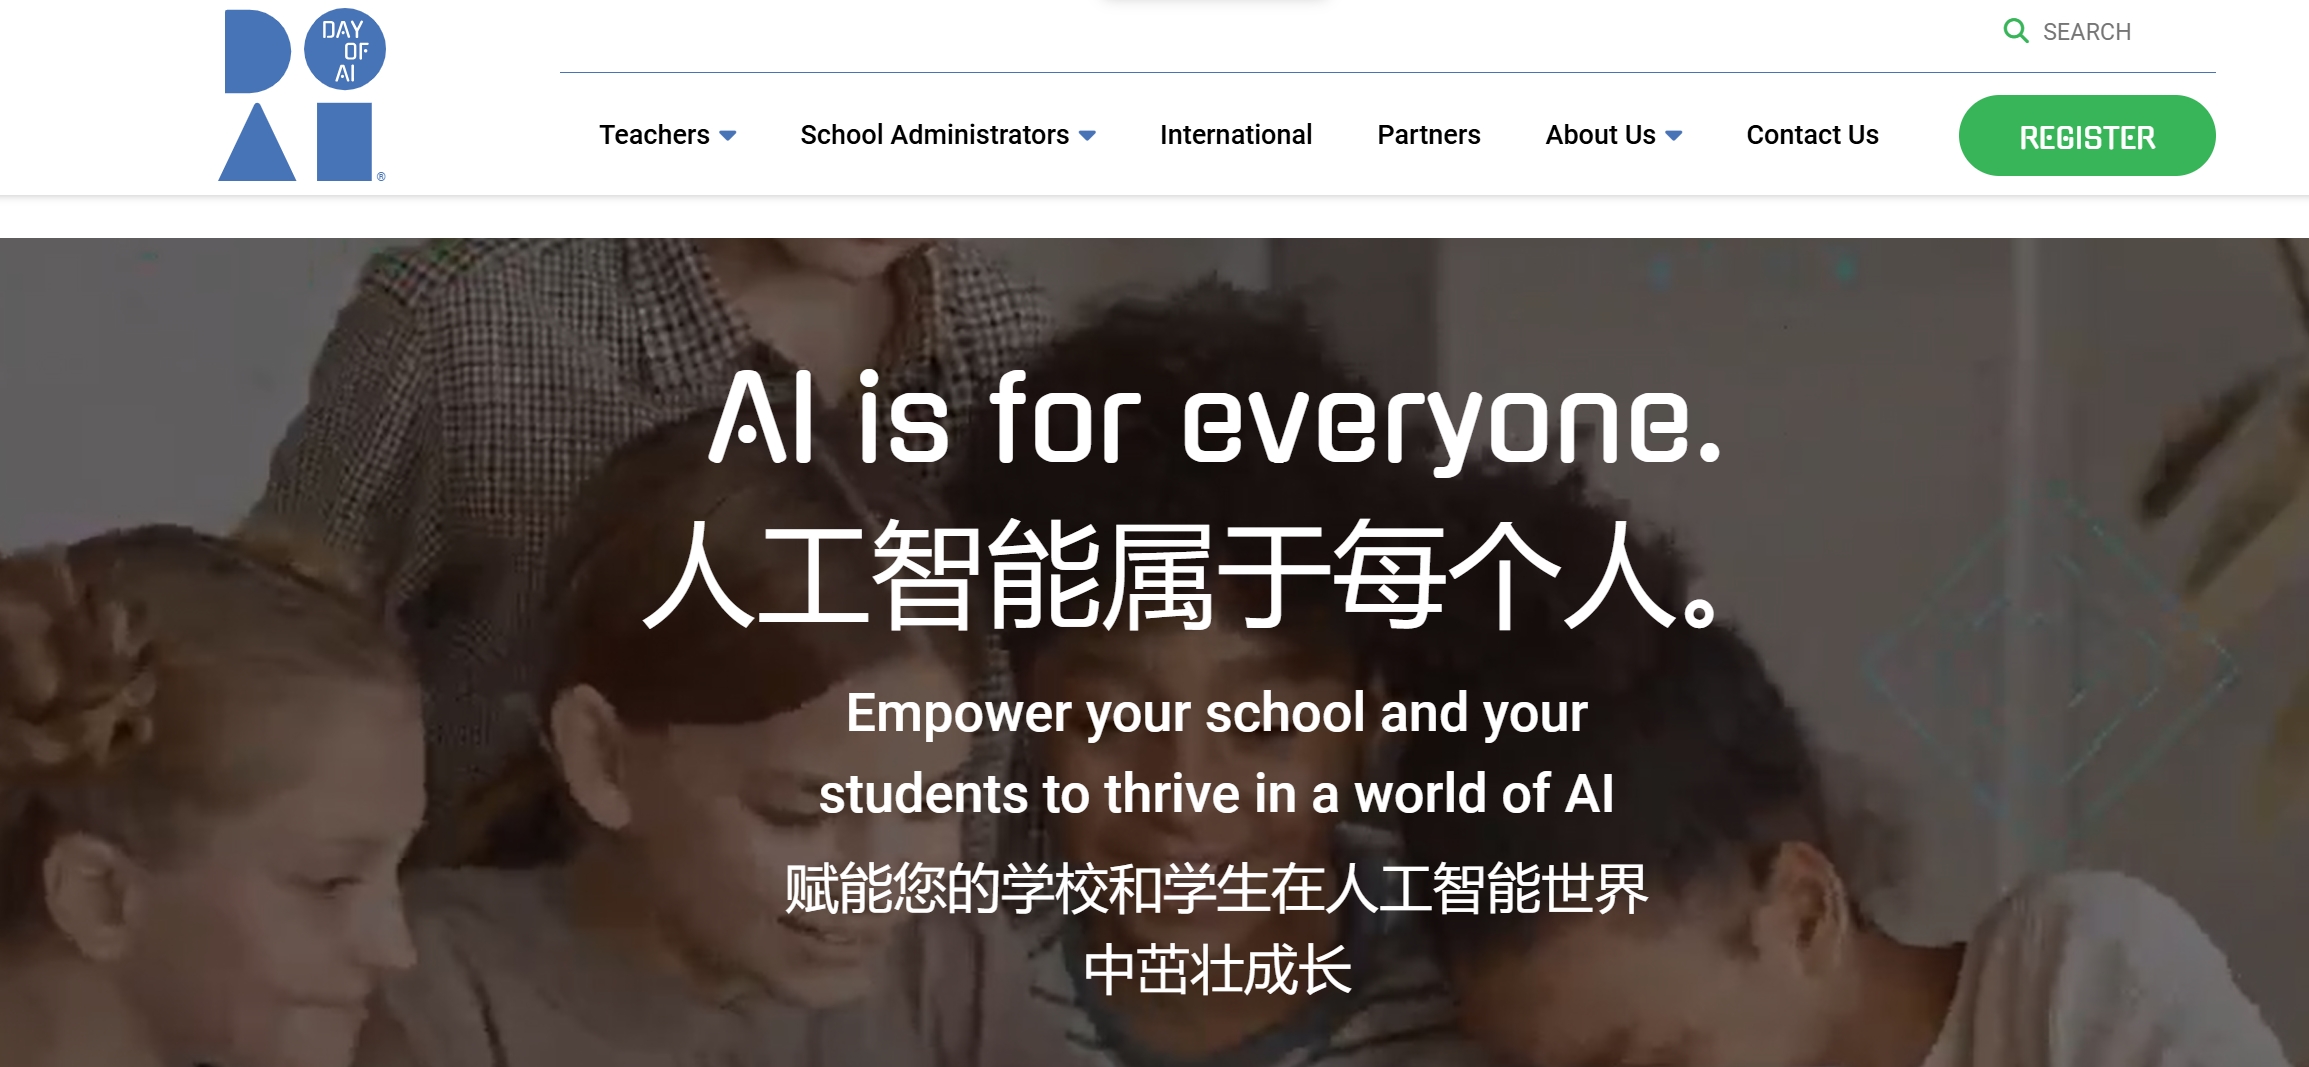 DAY
OF
AI
DO
AI®
SEARCH
Teachers
School Administrators
International
Partners
About Us
Contact Us
REGISTER
AI is for everyone.
人工智能属于每个人。
Empower your school and your
students to thrive in a world of AI
赋能您的学校和学生在人工智能世界
中茁壮成长